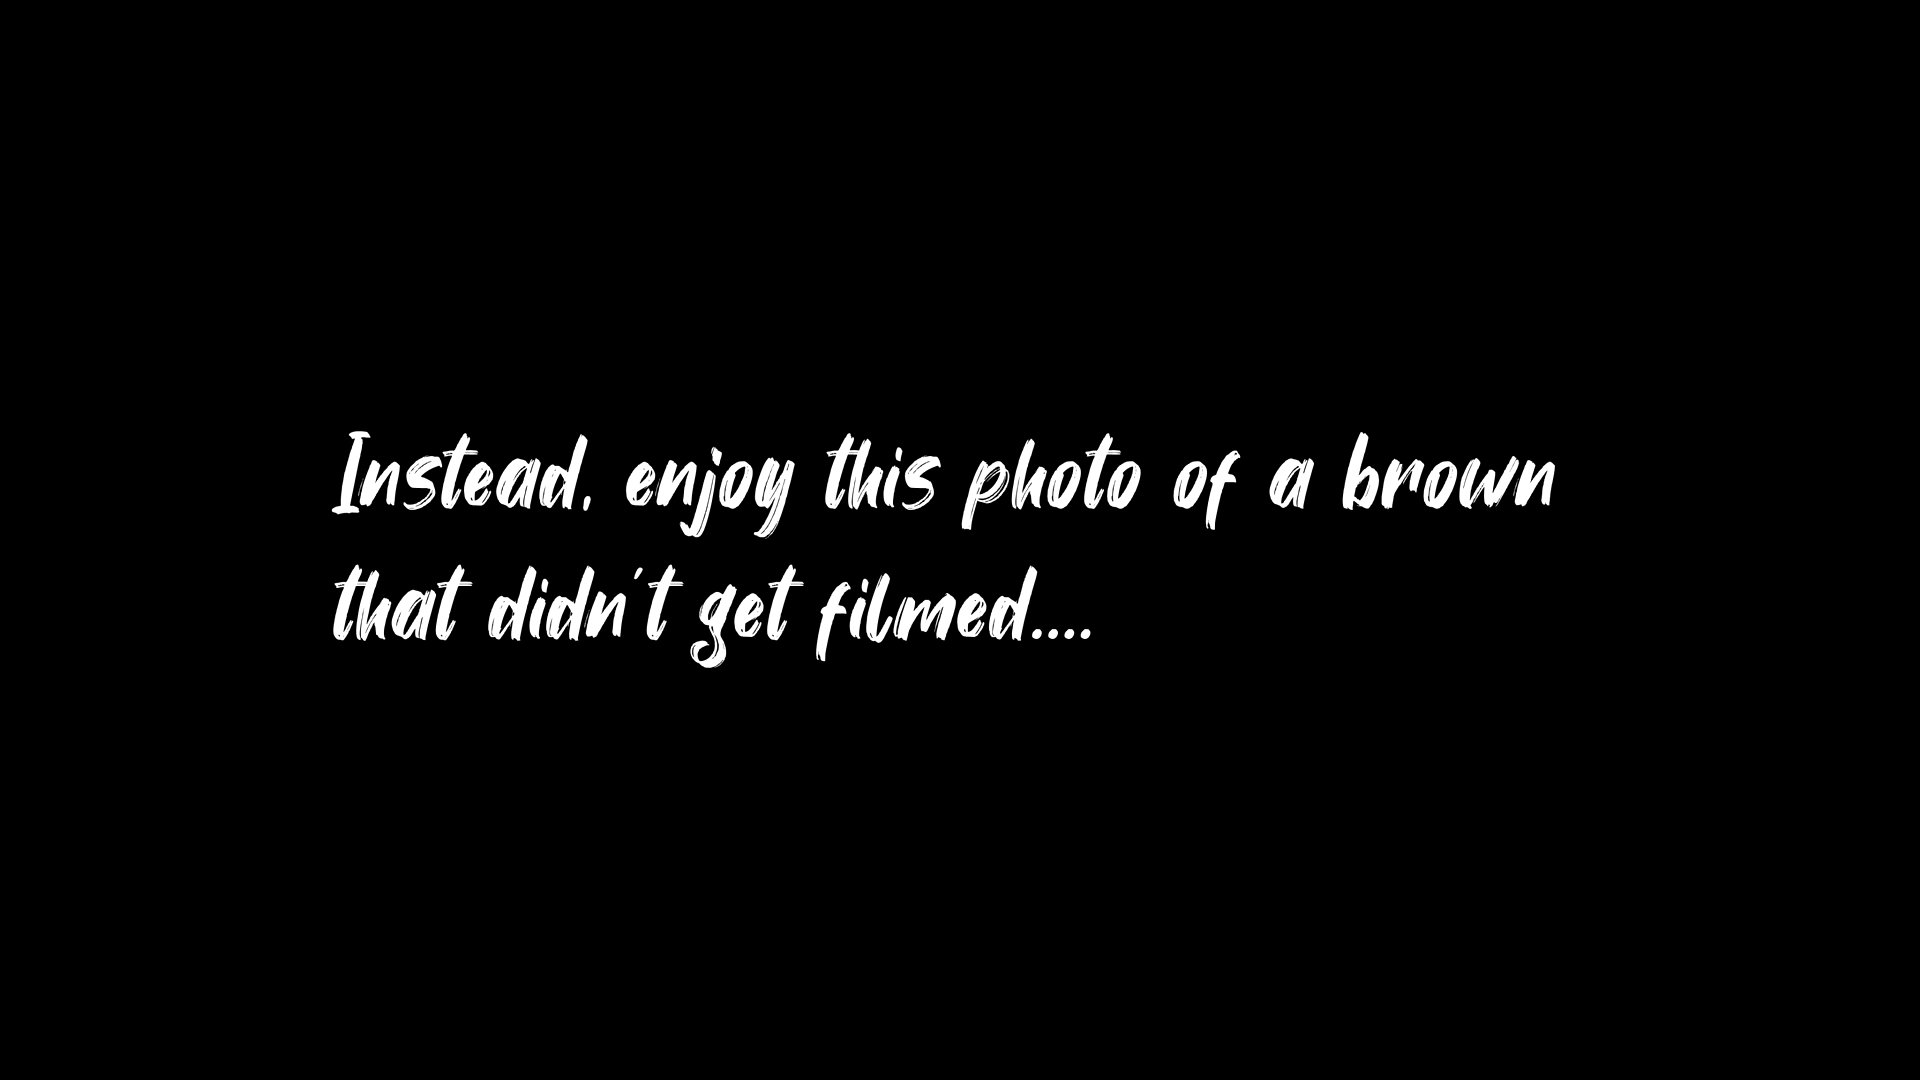 Instead, enjoy this photo of a brown
that didn't get filmed....